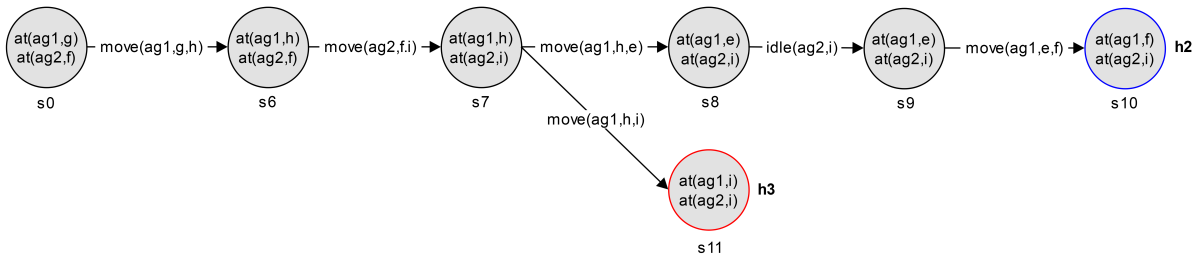 at(ag1,g)
at(ag2,f)
s0
move(ag1,g,h)
at(ag1,h)
at(ag2,f)
s6
move(ag2,f.i)
at(ag1,h)
at(ag2,i)
s7
move(ag1,h,e)
at(ag1,e)
at(ag2,i)
s8
idle(ag2,i)
at(ag1,e)
at(ag2,i)
s9
move(ag1,e,f)
at(ag1,f)
at(ag2,i)
s10
h2
move(ag1,h,i)
at(ag1,i)
at(ag2,i)
s11
h3